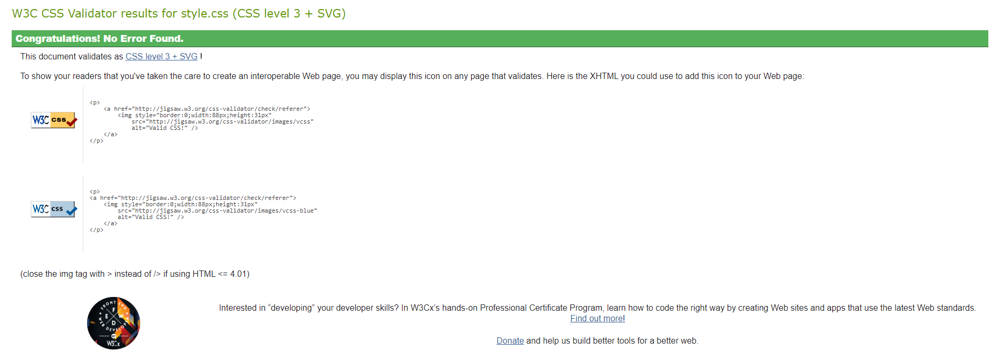 W3C CSS Validator results for style.css (CSS level 3 + SVG)
Congratulations! No Error Found.
This document validates as CSS level 3 + SVG !
To show your readers that you've taken the care to create an interoperable Web page, you may display this icon on any page that validates. Here is the XHTML you could use to add this icon to your Web page:
W3C css
<p>
<a href="http://jigsaw.w3.org/css-validator/check/referer">
<img style="border:0;width:88px;height:31px"
src="http://jigsaw.w3.org/css-validator/images/vcss"
alt="Valid CSS!" />
</a>
</p>
W3C css
<p>
<a href="http://jigsaw.w3.org/css-validator/check/referer">
<img style="border:0;width:88px;height:31px"
src="http://jigsaw.w3.org/css-validator/images/vcss-blue"
alt="Valid CSS!" />
</a>
</p>
(close the img tag with > instead of /> if using HTML <= 4.01)
FRONT END
F
E W
D
WEB DEVELOPER
BY
W3Cx
Interested in “developing” your developer skills? In W3Cx’s hands-on Professional Certificate Program, learn how to code the right way by creating Web sites and apps that use the latest Web standards.
Find out more!
Donate and help us build better tools for a better web.